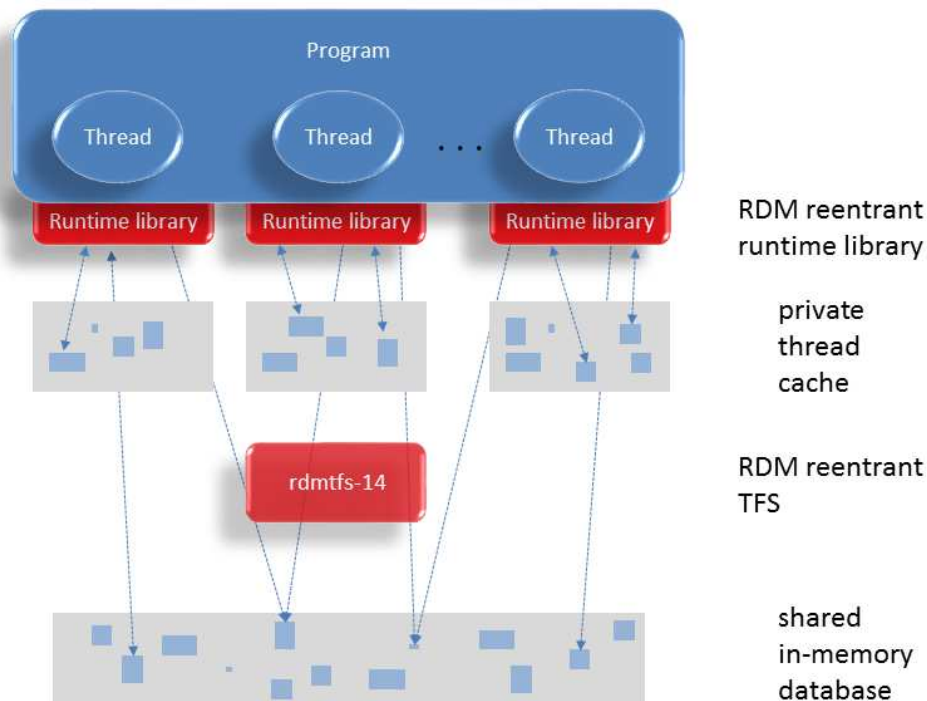 Program
Thread
Thread
. . .
Thread
Runtime library
Runtime library
Runtime library
RDM reentrant
runtime library
private
thread
cache
rdmtfs-14
RDM reentrant
TFS
shared
in-memory
database